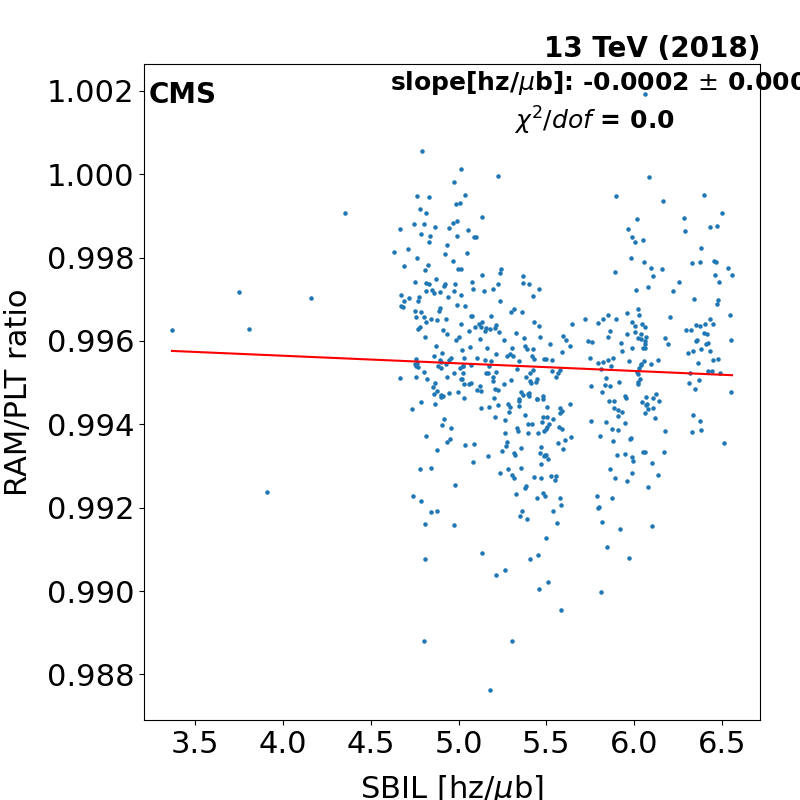 13 TeV (2018)
CMS
slope[hz/μb]: -0.0002 ± 0.000
χ²/dof = 0.0
1.002
1.000
0.998
0.996
0.994
0.992
0.990
0.988
RAM/PLT ratio
3.5 4.0 4.5 5.0 5.5 6.0 6.5
SBIL [hz/μb]